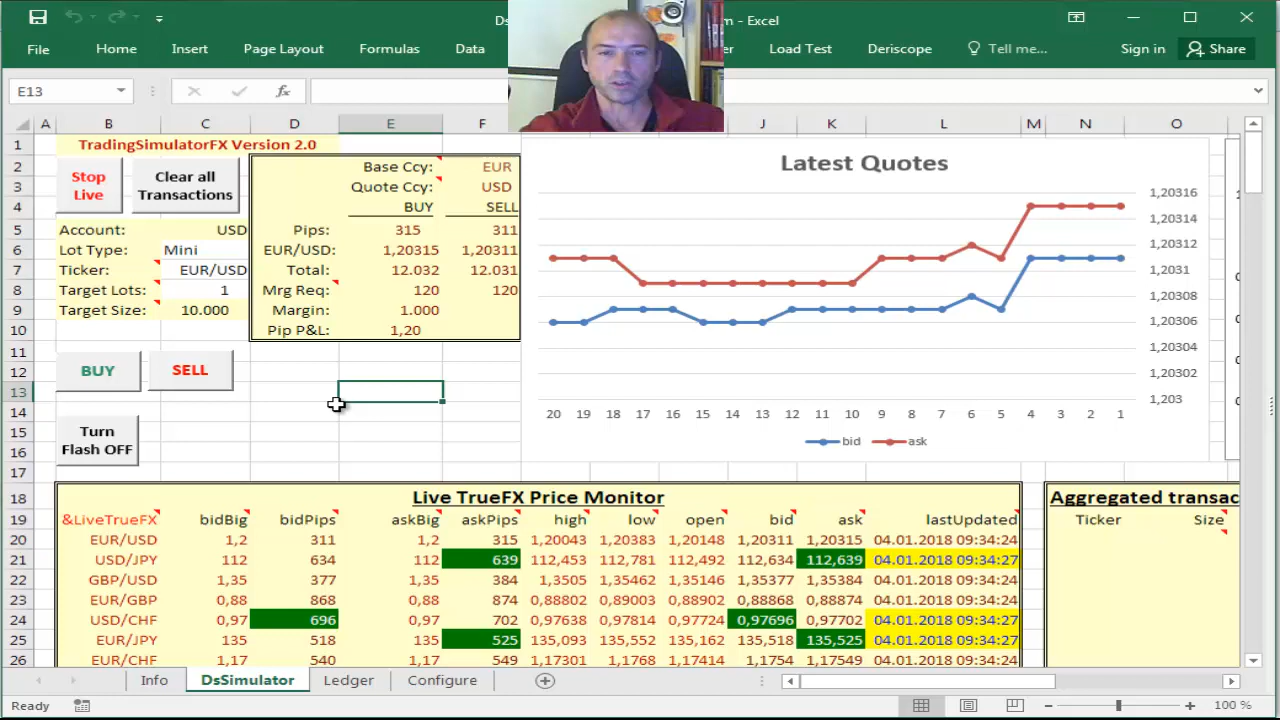 Ds m - Excel
File Home Insert Page Layout Formulas Data er Load Test Deriscope Tell me... Sign in Share
E13 fx
A B C D E F J K L M N O
1 TradingSimulatorFX Version 2.0
Stop Live
Clear all Transactions
2 Base Ccy: EUR
3 Quote Ccy: USD
4 BUY SELL
5 Account: USD Pips: 315 311
6 Lot Type: Mini EUR/USD: 1,20315 1,20311
7 Ticker: EUR/USD Total: 12.032 12.031
8 Target Lots: 1 Mrg Req: 120 120
9 Target Size: 10.000 Margin: 1.000
10 Pip P&L: 1,20
11
12 BUY SELL
13
14
15 Turn
16 Flash OFF
17
Latest Quotes
1,20316
1,20314
1,20312
1,2031
1,20308
1,20306
1,20304
1,20302
1,203
20 19 18 17 16 15 14 13 12 11 10 9 8 7 6 5 4 3 2 1
bid ask
18 Live TrueFX Price Monitor Aggregated transac
19 &LiveTrueFX bidBig bidPips askBig askPips high low open bid ask lastUpdated Ticker Size
20 EUR/USD 1,2 311 1,2 315 1,20043 1,20383 1,20148 1,20311 1,20315 04.01.2018 09:34:24
21 USD/JPY 112 634 112 639 112,453 112,781 112,492 112,634 112,639 04.01.2018 09:34:27
22 GBP/USD 1,35 377 1,35 384 1,3505 1,35462 1,35146 1,35377 1,35384 04.01.2018 09:34:24
23 EUR/GBP 0,88 868 0,88 874 0,88802 0,89003 0,88902 0,88868 0,88874 04.01.2018 09:34:24
24 USD/CHF 0,97 696 0,97 702 0,97638 0,97814 0,97724 0,97696 0,97702 04.01.2018 09:34:27
25 EUR/JPY 135 518 135 525 135,093 135,552 135,162 135,518 135,525 04.01.2018 09:34:27
26 EUR/CHF 1,17 540 1,17 549 1,17301 1,1768 1,17414 1,1754 1,17549 04.01.2018 09:34:24
Info DsSimulator Ledger Configure
Ready 100 %